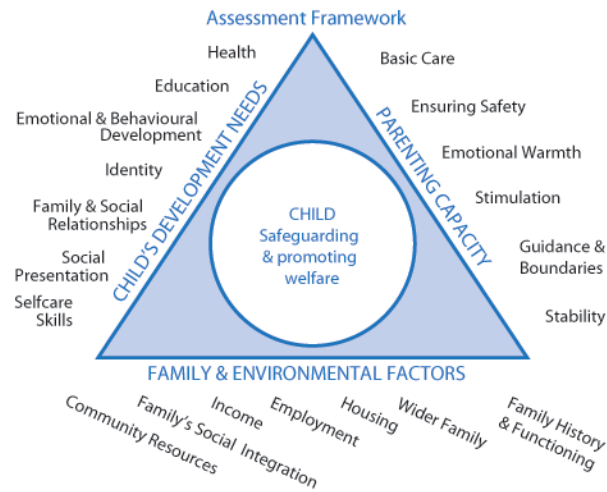 Assessment Framework
Health
Education
Emotional & Behavioural
Development
Identity
Family & Social
Relationships
Social
Presentation
Selfcare
Skills
CHILD'S DEVELOPMENT NEEDS
CHILD
Safeguarding
& promoting
welfare
PARENTING CAPACITY
Basic Care
Ensuring Safety
Emotional Warmth
Stimulation
Guidance &
Boundaries
Stability
FAMILY & ENVIRONMENTAL FACTORS
Community Resources
Family's Social Integration
Income
Employment
Housing
Wider Family
Family History
& Functioning